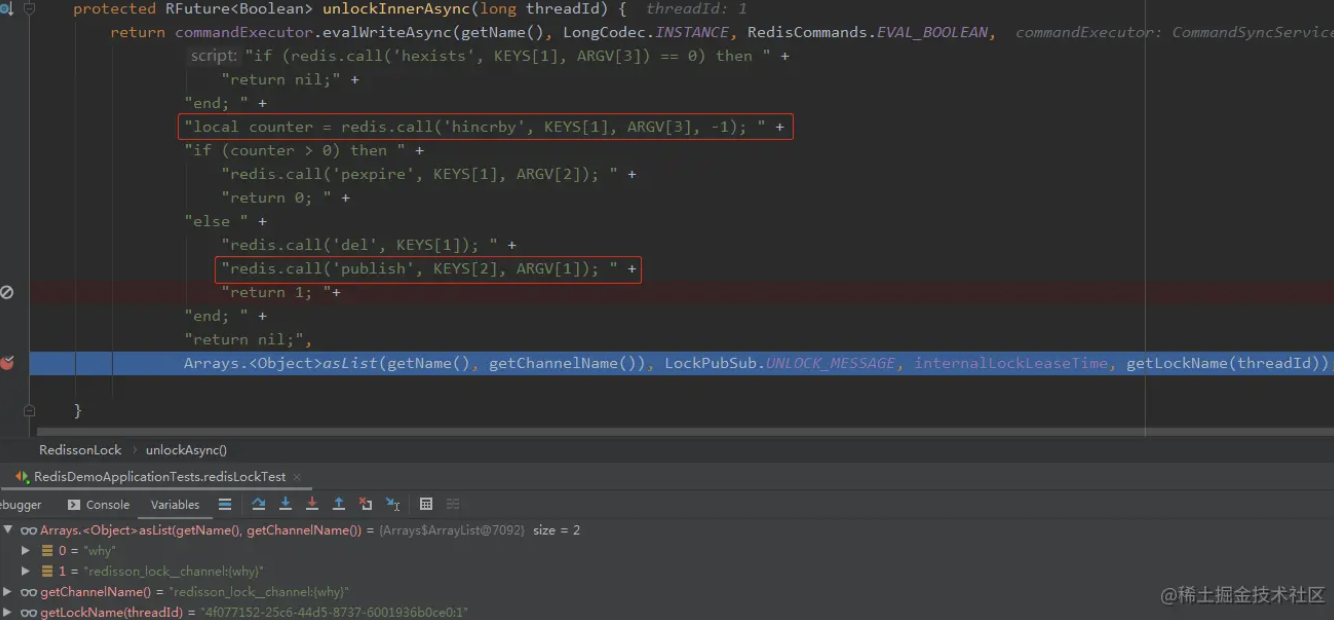 protected RFuture<Boolean> unlockInnerAsync(long threadId) {  threadId: 1
return commandExecutor.evalWriteAsync(getName(), LongCodec.INSTANCE, RedisCommands.EVAL_BOOLEAN,  commandExecutor: CommandSyncService
script: "if (redis.call('hexists', KEYS[1], ARGV[3]) == 0) then " +
"return nil;" +
"end; " +
"local counter = redis.call('hincrby', KEYS[1], ARGV[3], -1); " +
"if (counter > 0) then " +
"redis.call('pexpire', KEYS[1], ARGV[2]); " +
"return 0; " +
"else " +
"redis.call('del', KEYS[1]); " +
"redis.call('publish', KEYS[2], ARGV[1]); " +
"return 1; "+
"end; " +
"return nil;",
Arrays.<Object>asList(getName(), getChannelName()), LockPubSub.UNLOCK_MESSAGE, internalLockLeaseTime, getLockName(threadId))
}
RedissonLock › unlockAsync()
RedisDemoApplicationTests.redisLockTest ×
ebugger Console Variables
Arrays.<Object>asList(getName(), getChannelName()) = {Arrays$ArrayList@7092} size = 2
0 = "why"
1 = "redisson_lock__channel:{why}"
getChannelName() = "redisson_lock__channel:{why}"
getLockName(threadId) = "4f077152-25c6-44d5-8737-6001936b0ce0:1"
@稀土掘金技术社区